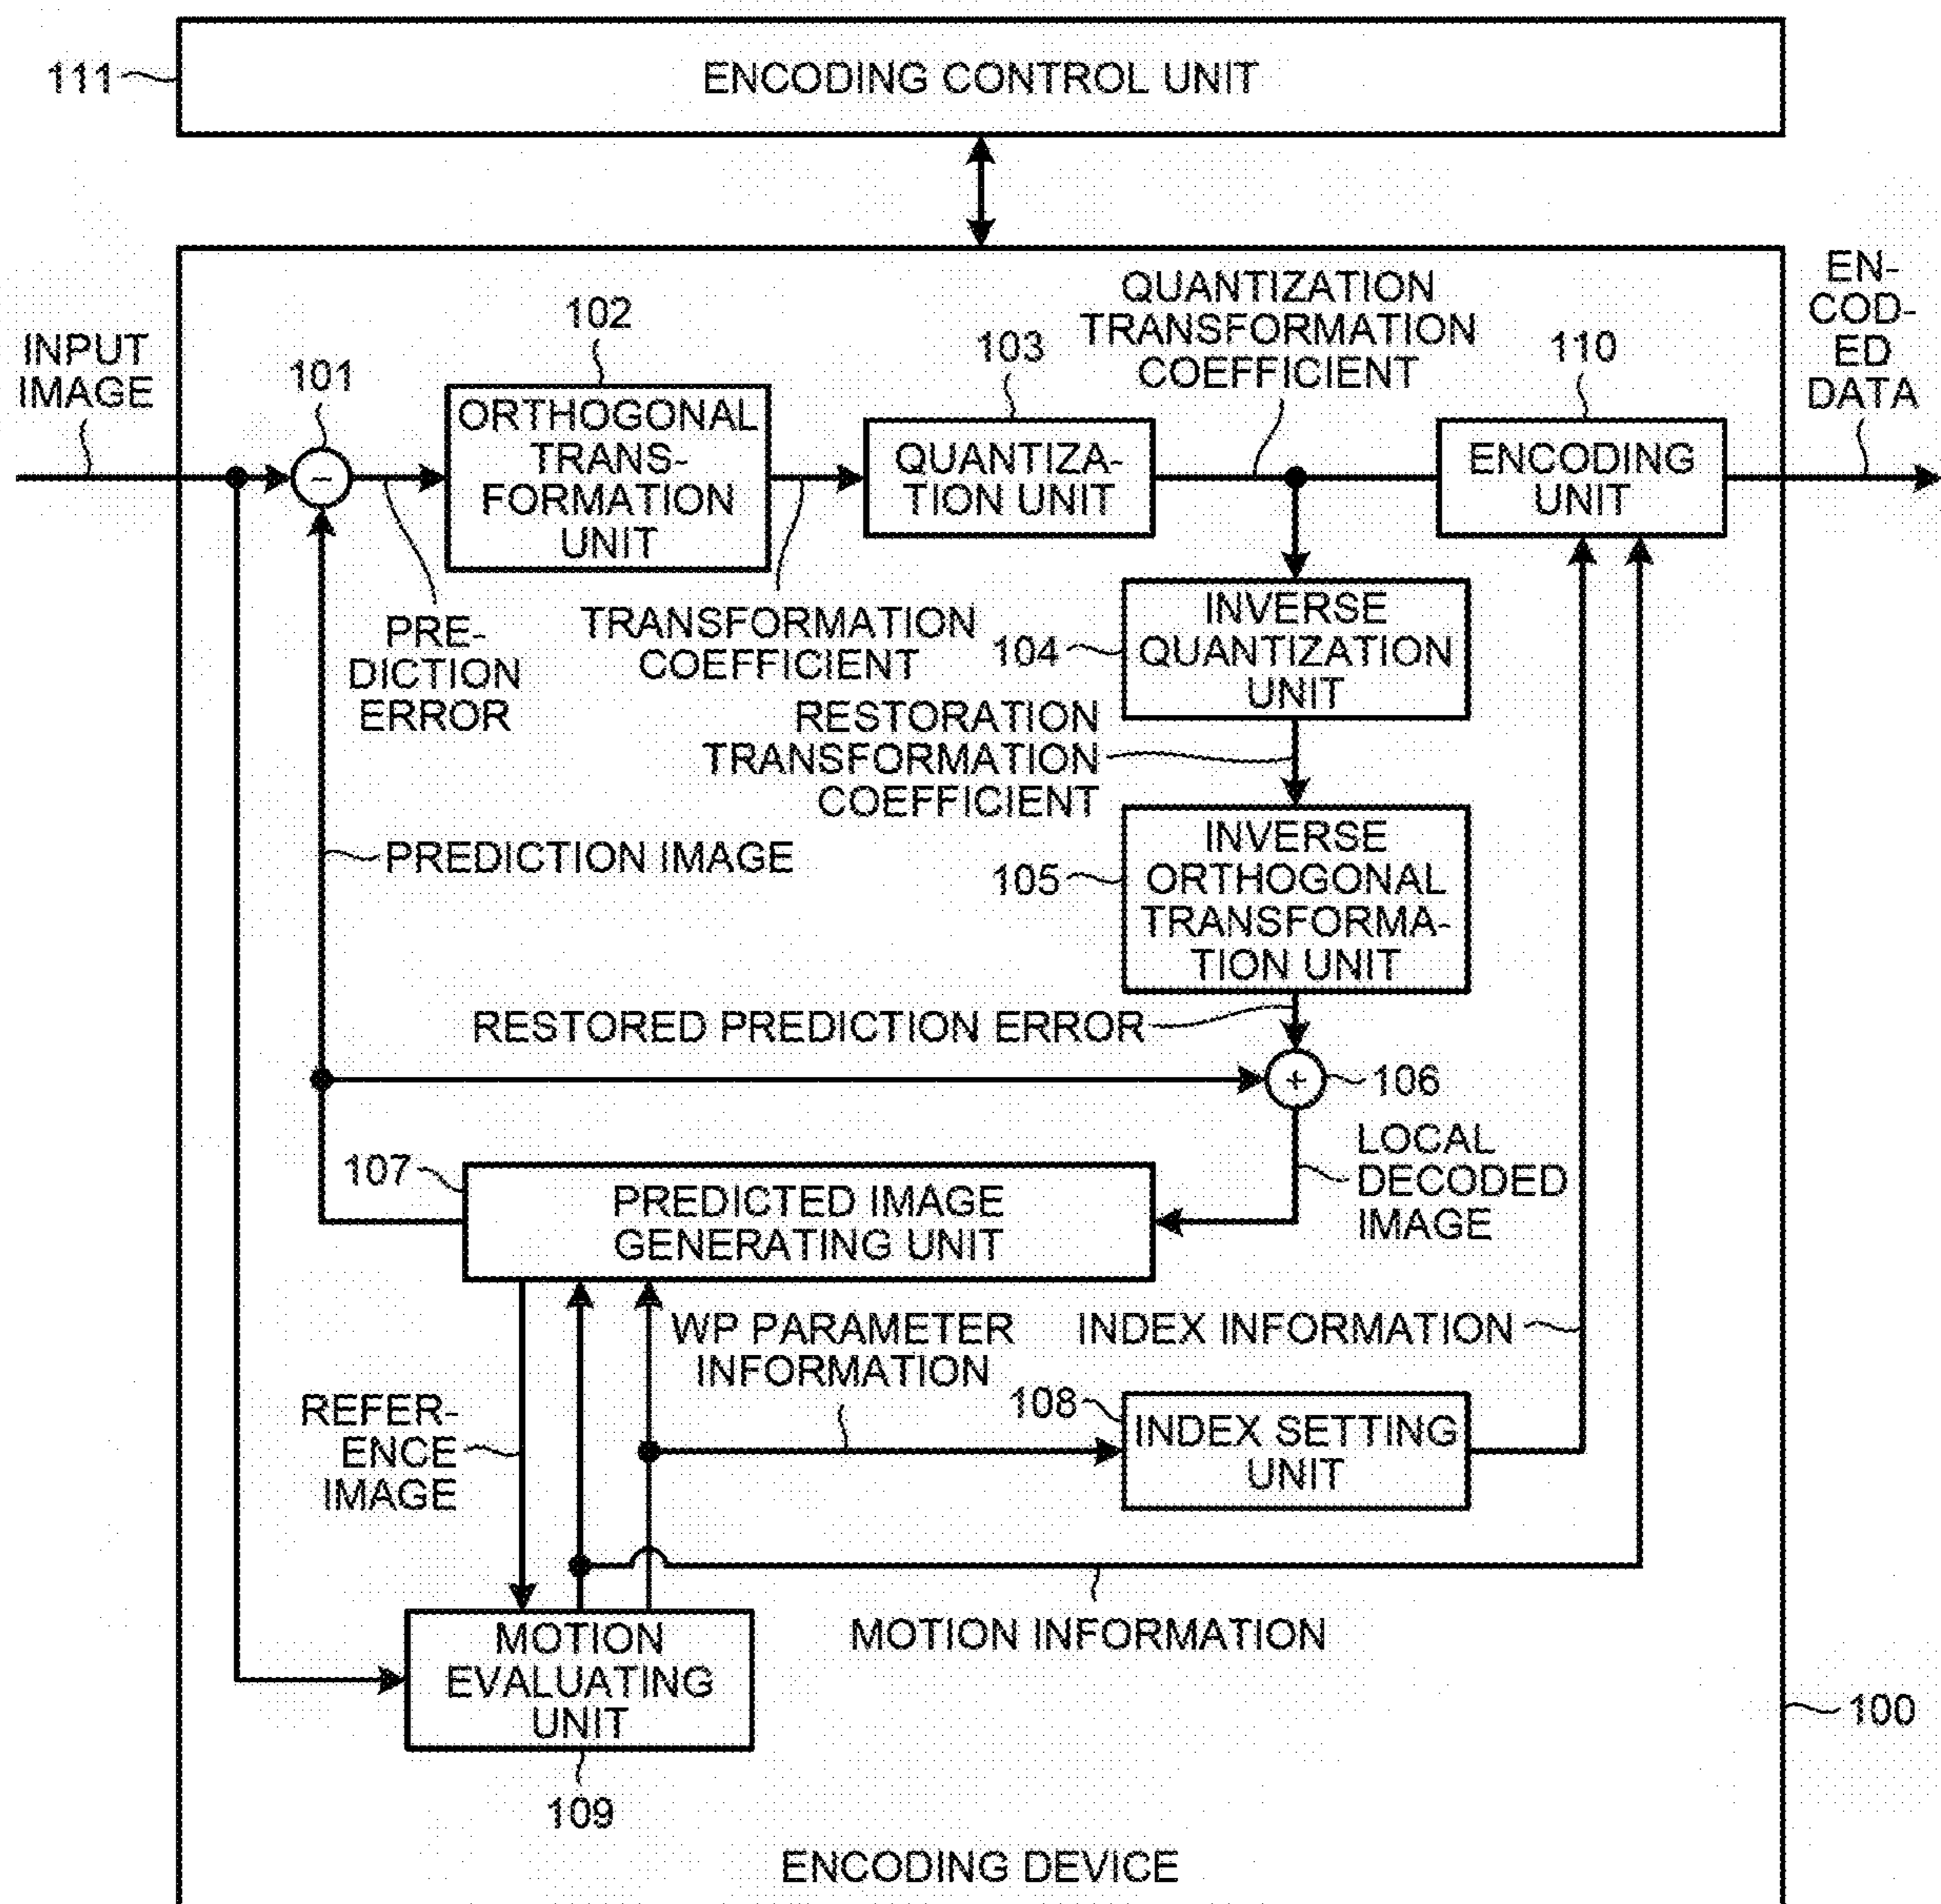 111
ENCODING CONTROL UNIT
INPUT
IMAGE
101
102
ORTHOGONAL
TRANS-
FORMATION
UNIT
103
QUANTIZA-
TION UNIT
QUANTIZATION
TRANSFORMATION
COEFFICIENT
110
ENCODING
UNIT
EN-
COD-
ED
DATA
−
PRE-
DICTION
ERROR
TRANSFORMATION
COEFFICIENT
104
INVERSE
QUANTIZATION
UNIT
RESTORATION
TRANSFORMATION
COEFFICIENT
PREDICTION IMAGE
105
INVERSE
ORTHOGONAL
TRANSFORMA-
TION UNIT
RESTORED PREDICTION ERROR
+
106
107
PREDICTED IMAGE
GENERATING UNIT
LOCAL
DECODED
IMAGE
WP PARAMETER
INFORMATION
INDEX INFORMATION
REFER-
ENCE
IMAGE
108
INDEX SETTING
UNIT
MOTION
EVALUATING
UNIT
MOTION INFORMATION
100
109
ENCODING DEVICE